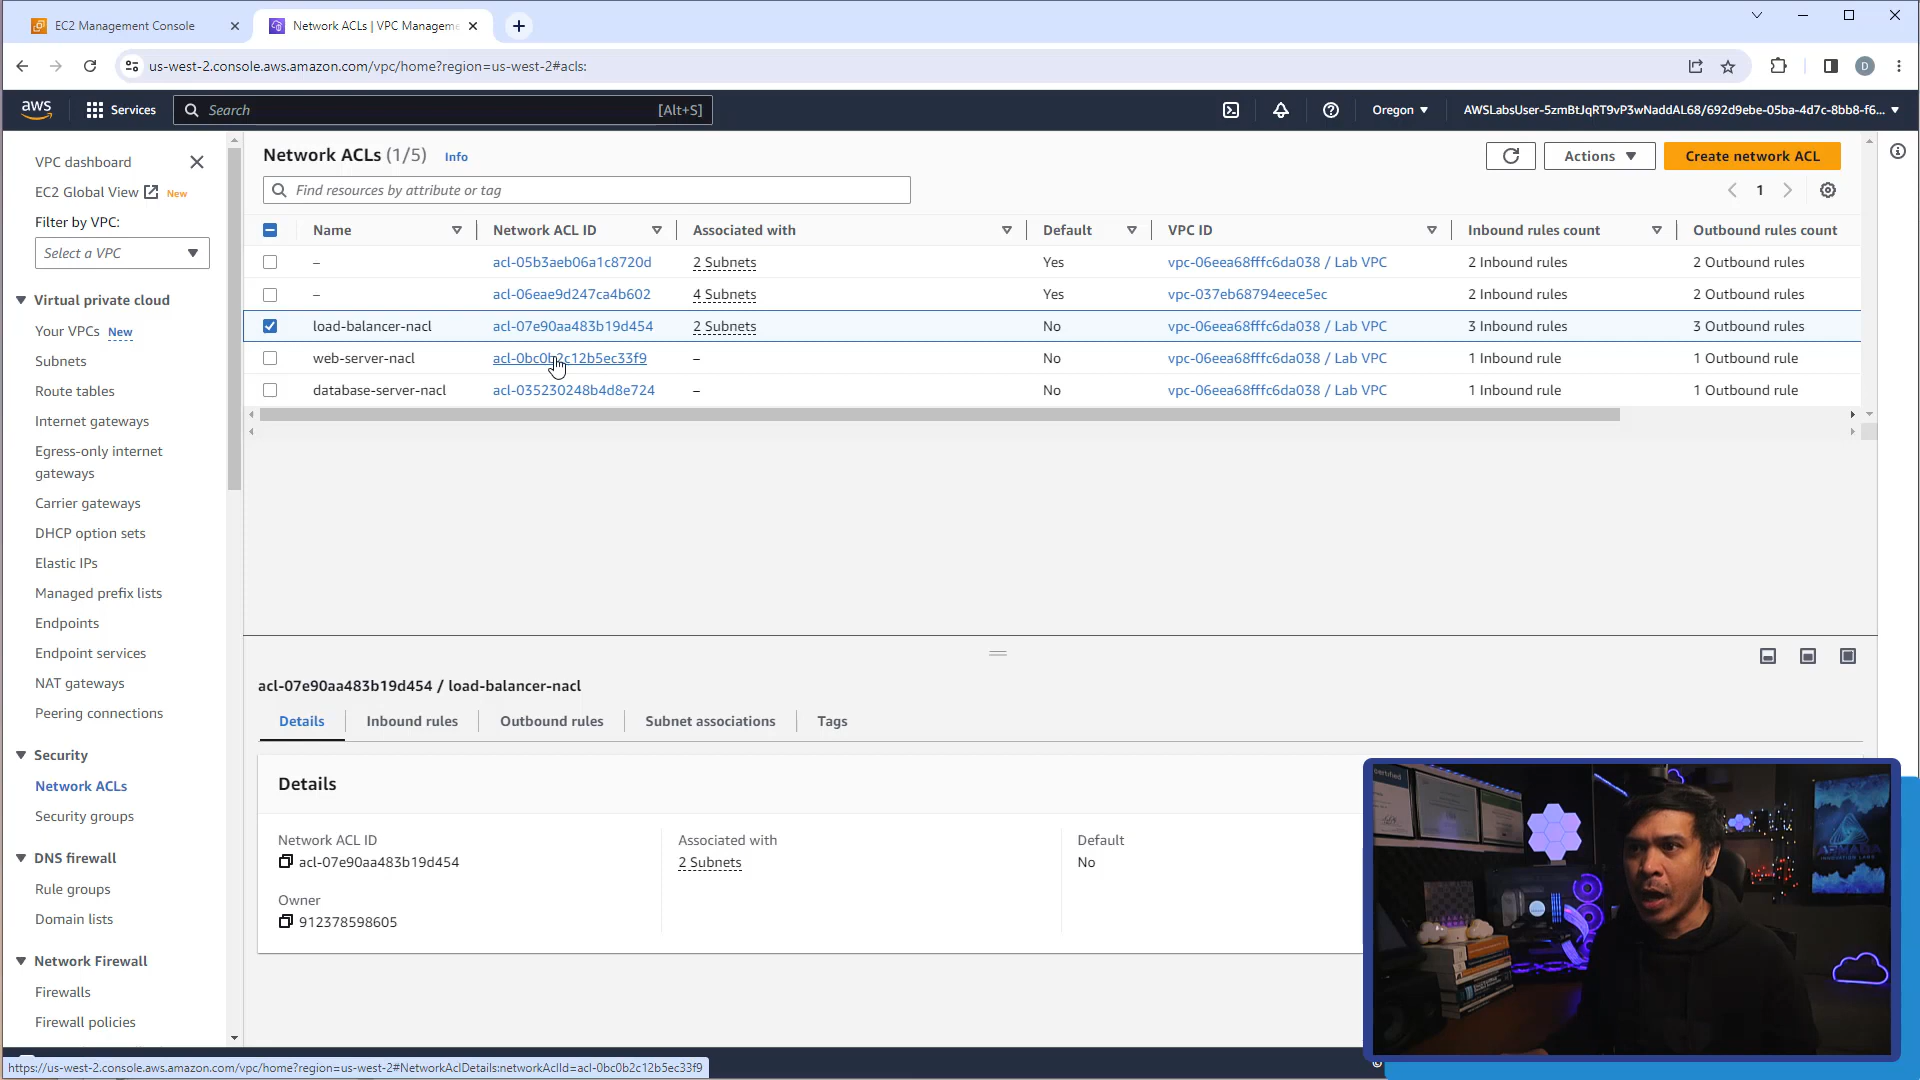 EC2 Management Console
Network ACLs | VPC Manageme
us-west-2.console.aws.amazon.com/vpc/home?region=us-west-2#acls:
D
aws
Services
Search
[Alt+S]
Oregon
AWSLabsUser-5zmBtJqRT9vP3wNaddAL68/692d9ebe-05ba-4d7c-8bb8-f6...
VPC dashboard
EC2 Global View New
Filter by VPC:
Select a VPC
Virtual private cloud
Your VPCs New
Subnets
Route tables
Internet gateways
Egress-only internet
gateways
Carrier gateways
DHCP option sets
Elastic IPs
Managed prefix lists
Endpoints
Endpoint services
NAT gateways
Peering connections
Security
Network ACLs
Security groups
DNS firewall
Rule groups
Domain lists
Network Firewall
Firewalls
Firewall policies
Network ACLs (1/5) Info
Actions
Create network ACL
Find resources by attribute or tag
1
Name Network ACL ID Associated with Default VPC ID Inbound rules count Outbound rules count
– acl-05b3aeb06a1c8720d 2 Subnets Yes vpc-06eea68fffc6da038 / Lab VPC 2 Inbound rules 2 Outbound rules
– acl-06eae9d247ca4b602 4 Subnets Yes vpc-037eb68794eece5ec 2 Inbound rules 2 Outbound rules
load-balancer-nacl acl-07e90aa483b19d454 2 Subnets No vpc-06eea68fffc6da038 / Lab VPC 3 Inbound rules 3 Outbound rules
web-server-nacl acl-0bc0b2c12b5ec33f9 – No vpc-06eea68fffc6da038 / Lab VPC 1 Inbound rule 1 Outbound rule
database-server-nacl acl-035230248b4d8e724 – No vpc-06eea68fffc6da038 / Lab VPC 1 Inbound rule 1 Outbound rule
acl-07e90aa483b19d454 / load-balancer-nacl
Details Inbound rules Outbound rules Subnet associations Tags
Details
Network ACL ID
acl-07e90aa483b19d454
Associated with
2 Subnets
Default
No
Owner
912378598605
https://us-west-2.console.aws.amazon.com/vpc/home?region=us-west-2#NetworkAclDetails:networkAclId=acl-0bc0b2c12b5ec33f9